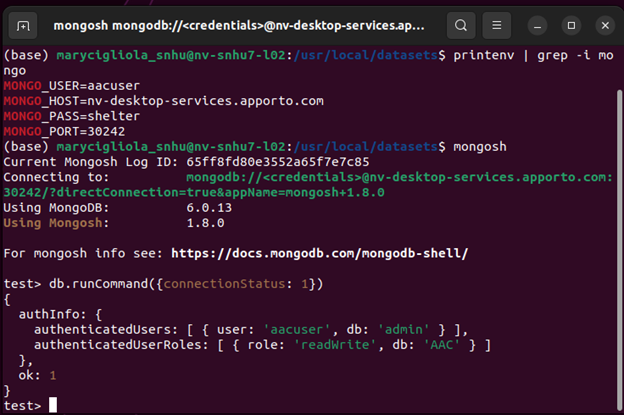 mongosh mongodb://<credentials>@nv-desktop-services.ap...
(base) marycigliola_snhu@nv-snhu7-l02:/usr/local/datasets$ printenv | grep -i mo
ngo
MONGO_USER=aacuser
MONGO_HOST=nv-desktop-services.apporto.com
MONGO_PASS=shelter
MONGO_PORT=30242
(base) marycigliola_snhu@nv-snhu7-l02:/usr/local/datasets$ mongosh
Current Mongosh Log ID: 65ff8fd80e3552a65f7e7c85
Connecting to: mongodb://<credentials>@nv-desktop-services.apporto.com:
30242/?directConnection=true&appName=mongosh+1.8.0
Using MongoDB: 6.0.13
Using Mongosh: 1.8.0
For mongosh info see: https://docs.mongodb.com/mongodb-shell/
test> db.runCommand({connectionStatus: 1})
{
  authInfo: {
    authenticatedUsers: [ { user: 'aacuser', db: 'admin' } ],
    authenticatedUserRoles: [ { role: 'readWrite', db: 'AAC' } ]
  },
  ok: 1
}
test>